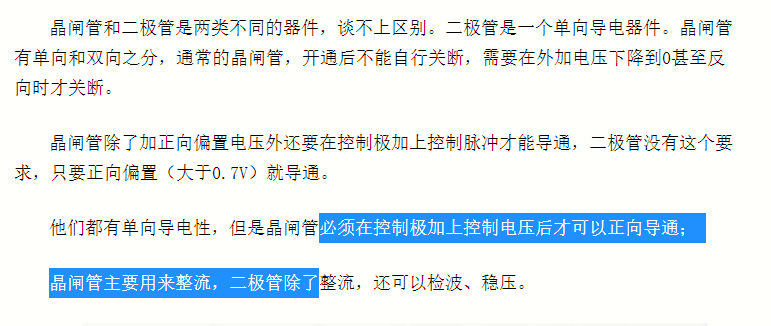 晶闸管和二极管是两类不同的器件，谈不上区别。二极管是一个单向导电器件。晶闸管
有单向和双向之分，通常的晶闸管，开通后不能自行关断，需要在外加电压下降到0甚至反
向时才关断。
晶闸管除了加正向偏置电压外还要在控制极加上控制脉冲才能导通，二极管没有这个要
求，只要正向偏置（大于0.7V）就导通。
他们都有单向导电性，但是晶闸管必须在控制极加上控制电压后才可以正向导通；
晶闸管主要用来整流，二极管除了整流，还可以检波、稳压。